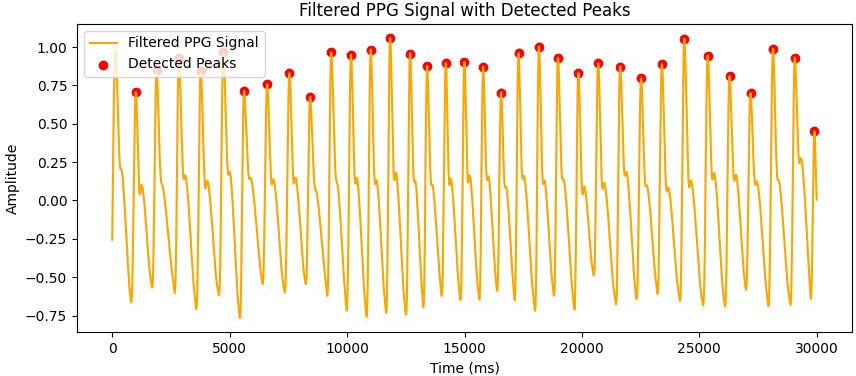 Filtered PPG Signal with Detected Peaks
Filtered PPG Signal
Detected Peaks
1.00
0.75
0.50
0.25
0.00
−0.25
−0.50
−0.75
Amplitude
0 5000 10000 15000 20000 25000 30000
Time (ms)